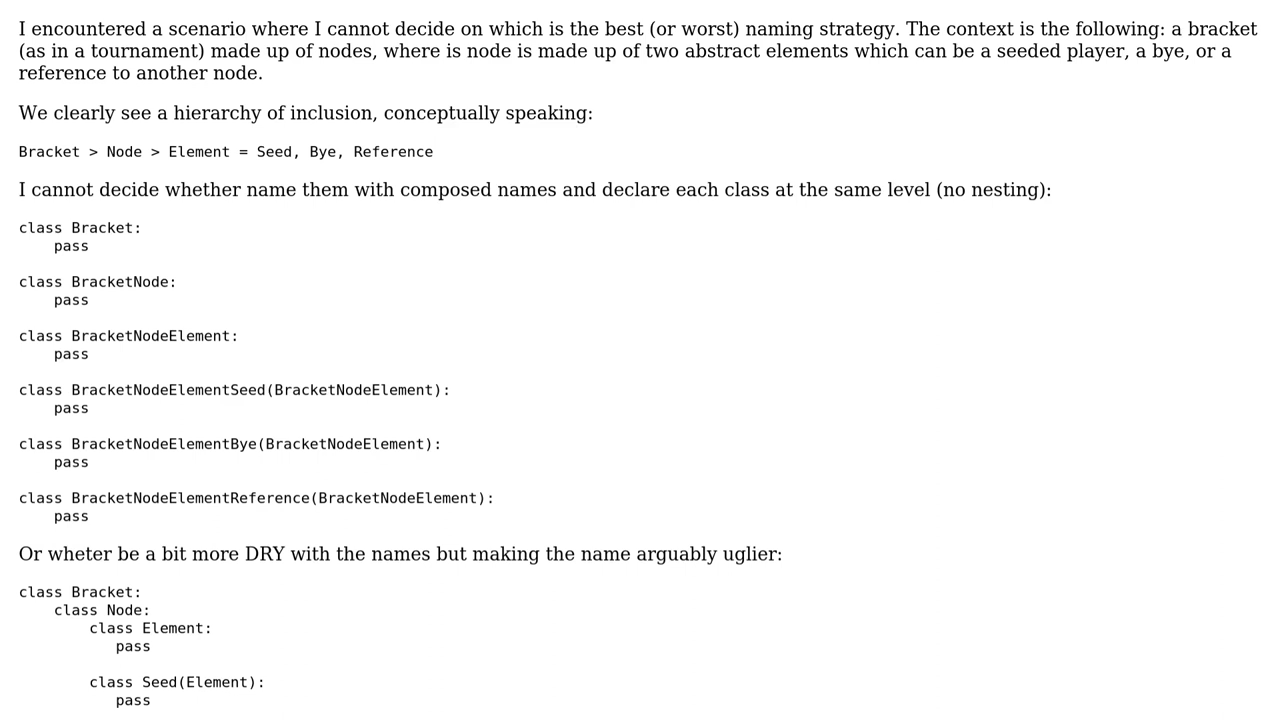 I encountered a scenario where I cannot decide on which is the best (or worst) naming strategy. The context is the following: a bracket
(as in a tournament) made up of nodes, where is node is made up of two abstract elements which can be a seeded player, a bye, or a
reference to another node.
We clearly see a hierarchy of inclusion, conceptually speaking:
Bracket > Node > Element = Seed, Bye, Reference
I cannot decide whether name them with composed names and declare each class at the same level (no nesting):
class Bracket:
    pass
class BracketNode:
    pass
class BracketNodeElement:
    pass
class BracketNodeElementSeed(BracketNodeElement):
    pass
class BracketNodeElementBye(BracketNodeElement):
    pass
class BracketNodeElementReference(BracketNodeElement):
    pass
Or wheter be a bit more DRY with the names but making the name arguably uglier:
class Bracket:
    class Node:
        class Element:
           pass
        class Seed(Element):
           pass